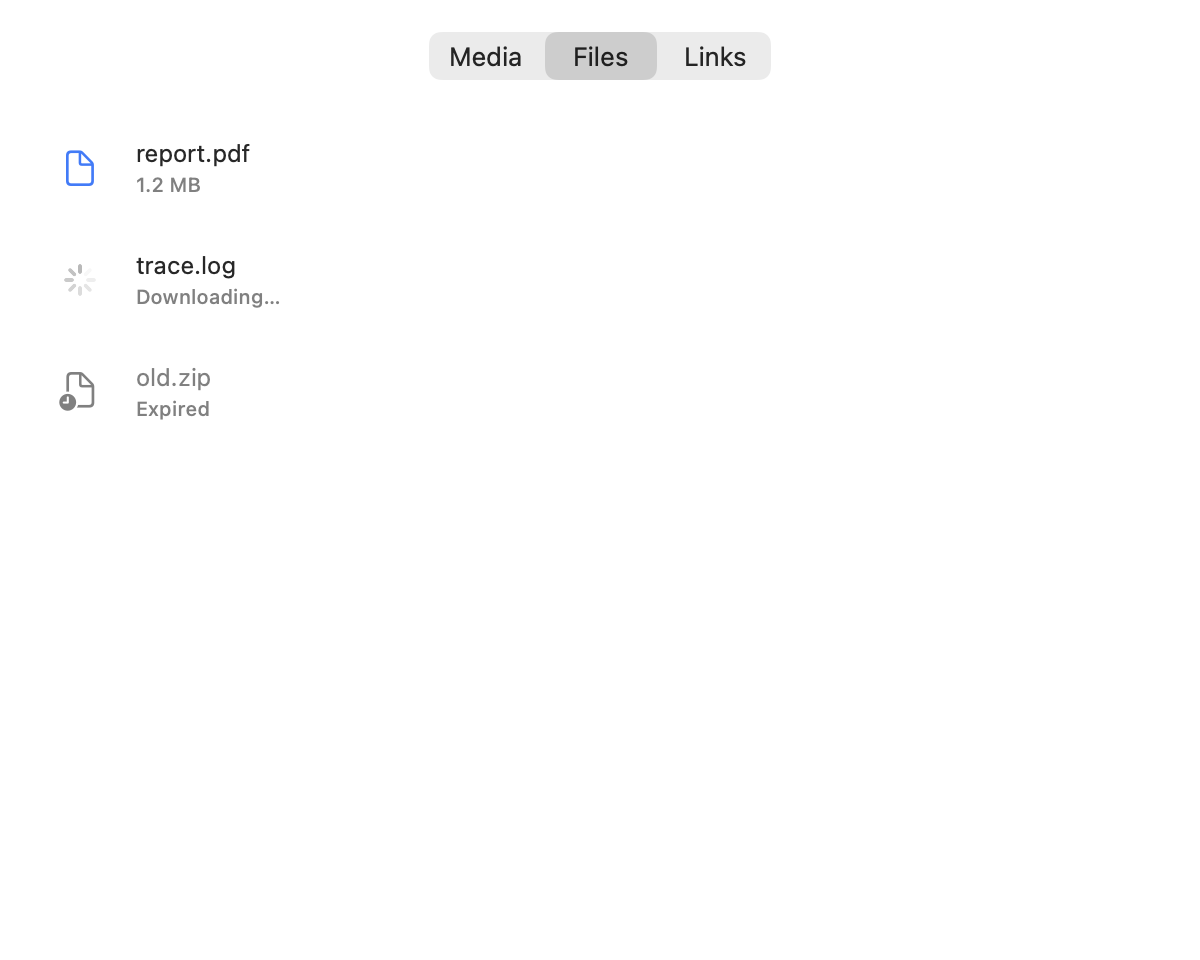 Media Files Links
report.pdf
1.2 MB
trace.log
Downloading…
old.zip
Expired